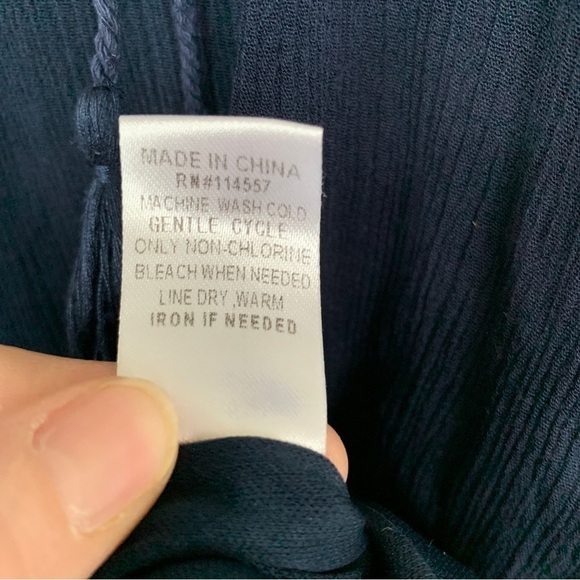 MADE IN CHINA
RN#114557
MACHINE WASH COLD
GENTLE CYCLE
ONLY NON-CHLORINE
BLEACH WHEN NEEDED
LINE DRY ,WARM
IRON IF NEEDED